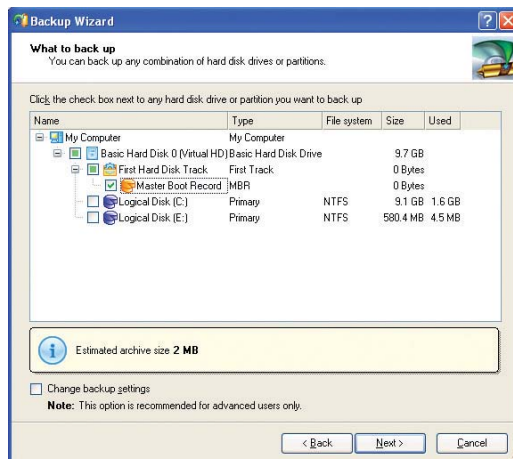 Backup Wizard
What to back up
You can back up any combination of hard disk drives or partitions.
Click the check box next to any hard disk drive or partition you want to back up
Name Type File system Size Used
My Computer My Computer
Basic Hard Disk 0 (Virtual HD) Basic Hard Disk Drive 9.7 GB
First Hard Disk Track First Track 0 Bytes
Master Boot Record MBR 0 Bytes
Logical Disk (C:) Primary NTFS 9.1 GB 1.6 GB
Logical Disk (E:) Primary NTFS 580.4 MB 4.5 MB
Estimated archive size 2 MB
Change backup settings
Note: This option is recommended for advanced users only.
< Back Next > Cancel